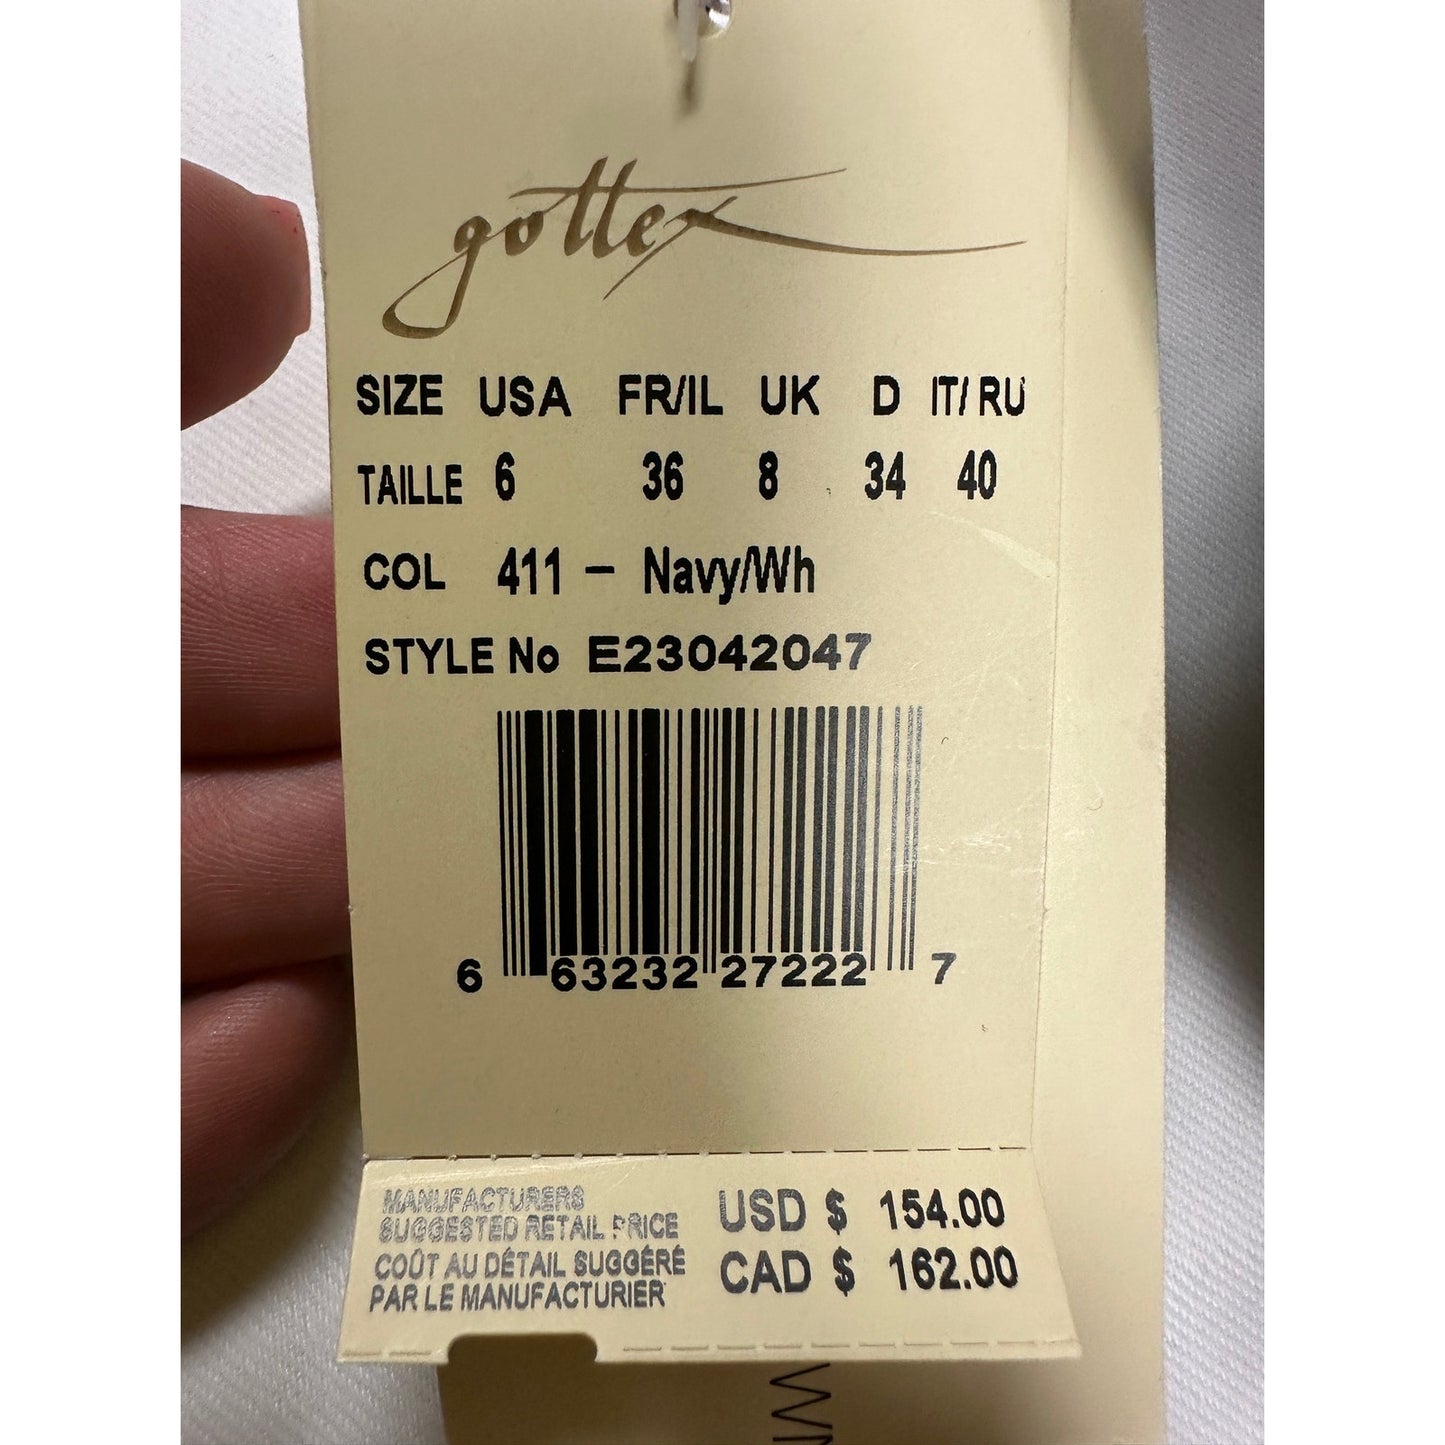 gottex
SIZE USA FR/IL UK D IT/ RU
TAILLE 6 36 8 34 40
COL 411 - Navy/Wh
STYLE No E23042047
6 63232 27222 7
MANUFACTURERS
SUGGESTED RETAIL PRICE
COÛT AU DÉTAIL SUGGÉRÉ
PAR LE MANUFACTURIER
USD $ 154.00
CAD $ 162.00